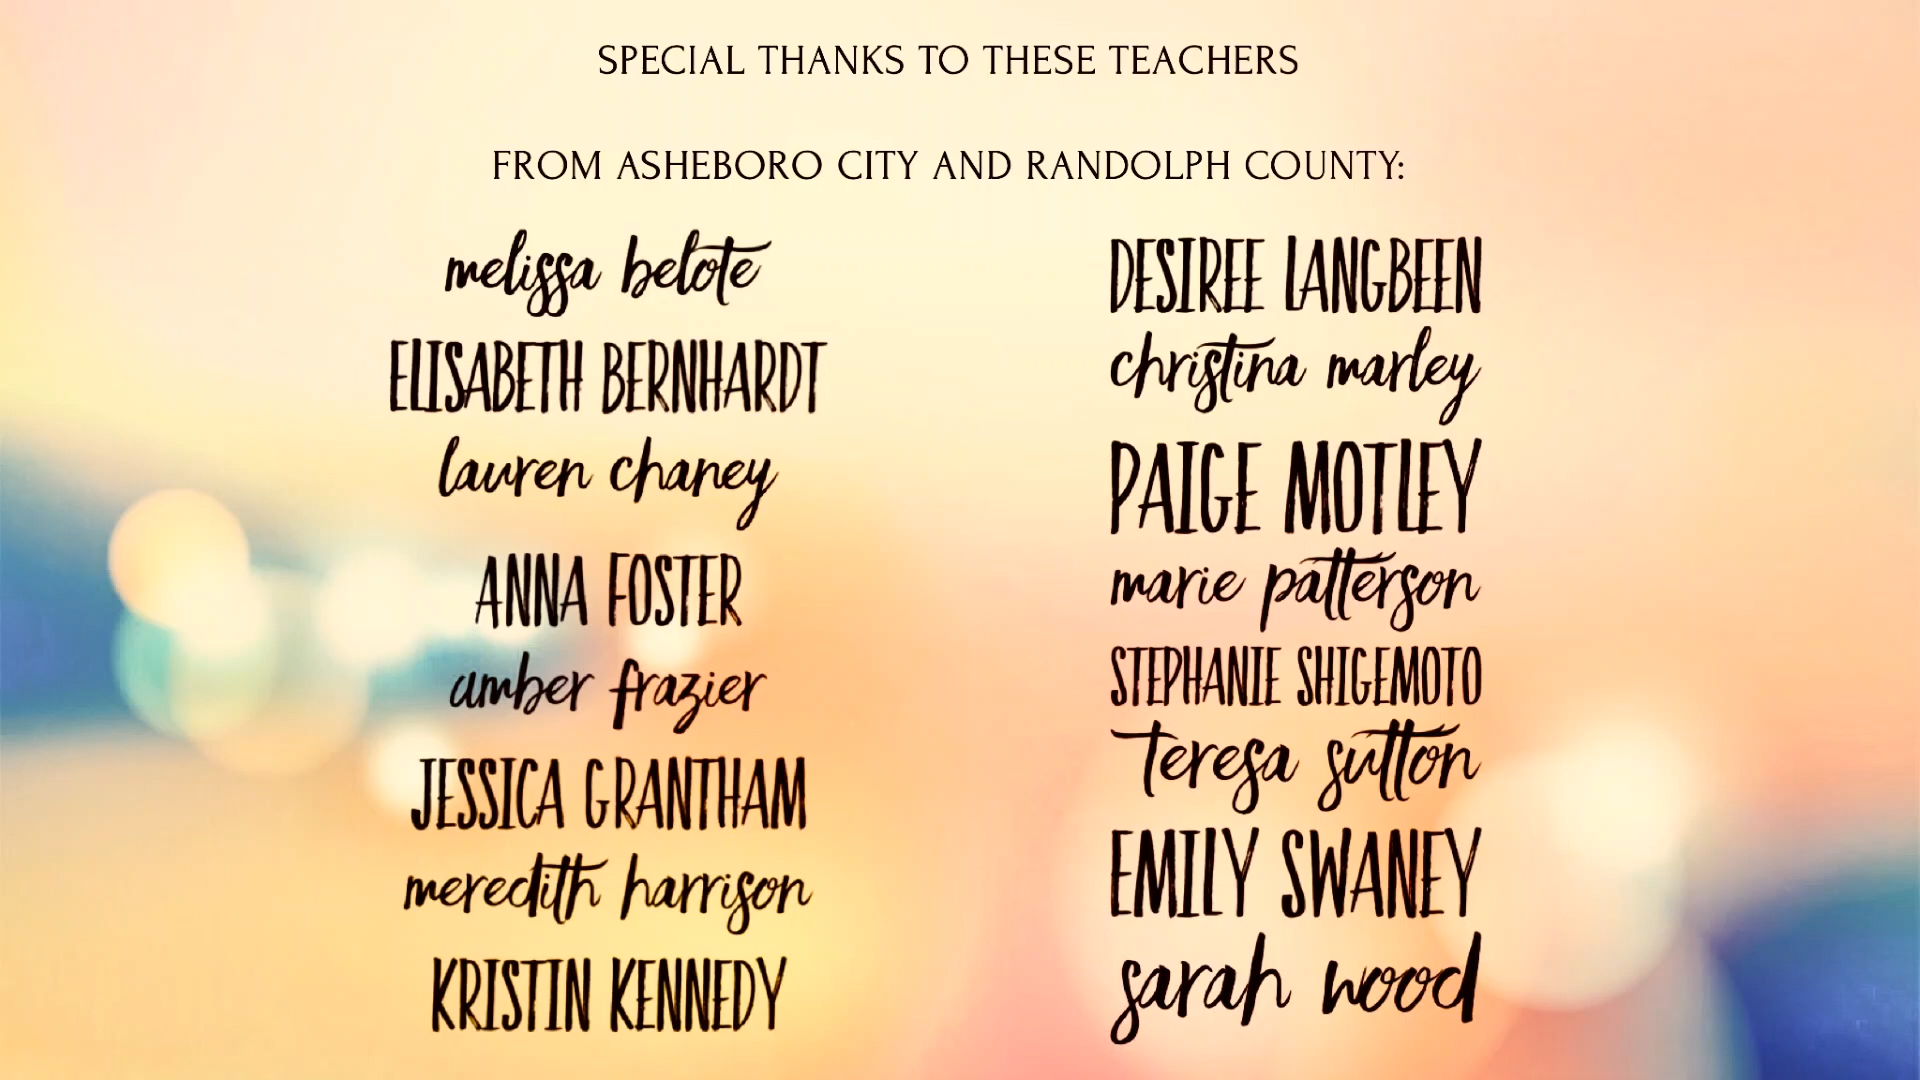 SPECIAL THANKS TO THESE TEACHERS
FROM ASHEBORO CITY AND RANDOLPH COUNTY:
melissa belote
ELISABETH BERNHARDT
lauren chaney
ANNA FOSTER
amber frazier
JESSICA GRANTHAM
meredith harrison
KRISTIN KENNEDY
DESIREE LANGBEEN
christina marley
PAIGE MOTLEY
marie patterson
STEPHANIE SHIGEMOTO
teresa sutton
EMILY SWANEY
sarah wood